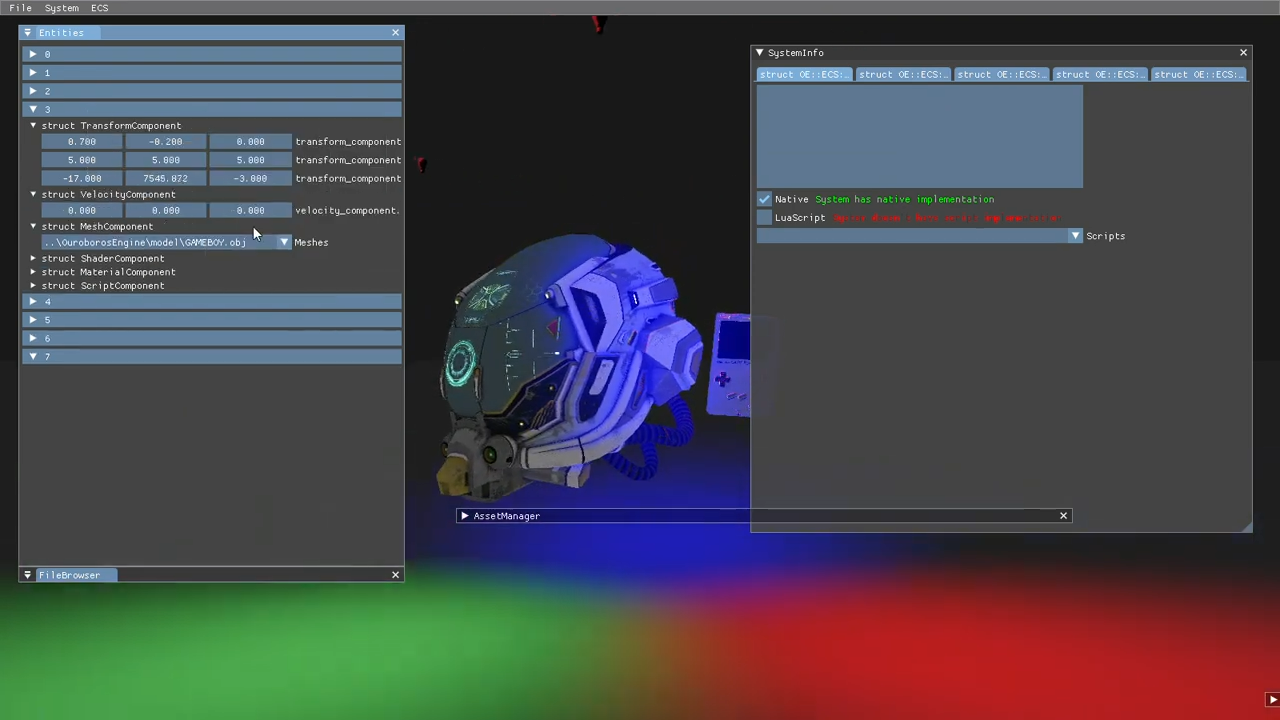 File System ECS
Entities
0
1
2
3
struct TransformComponent
0.700 -0.200 0.000 transform_component
5.000 5.000 5.000 transform_component
-17.000 7545.072 -3.000 transform_component
struct VelocityComponent
0.000 0.000 0.000 velocity_component.
struct MeshComponent
..\OuroborosEngine\model\GAMEBOY.obj Meshes
struct ShaderComponent
struct MaterialComponent
struct ScriptComponent
4
5
6
7
FileBrowser
SystemInfo
struct OE::ECS:.. struct OE::ECS:.. struct OE::ECS:.. struct OE::ECS:.. struct OE::ECS:..
Native System has native implementation
LuaScript
Scripts
AssetManager